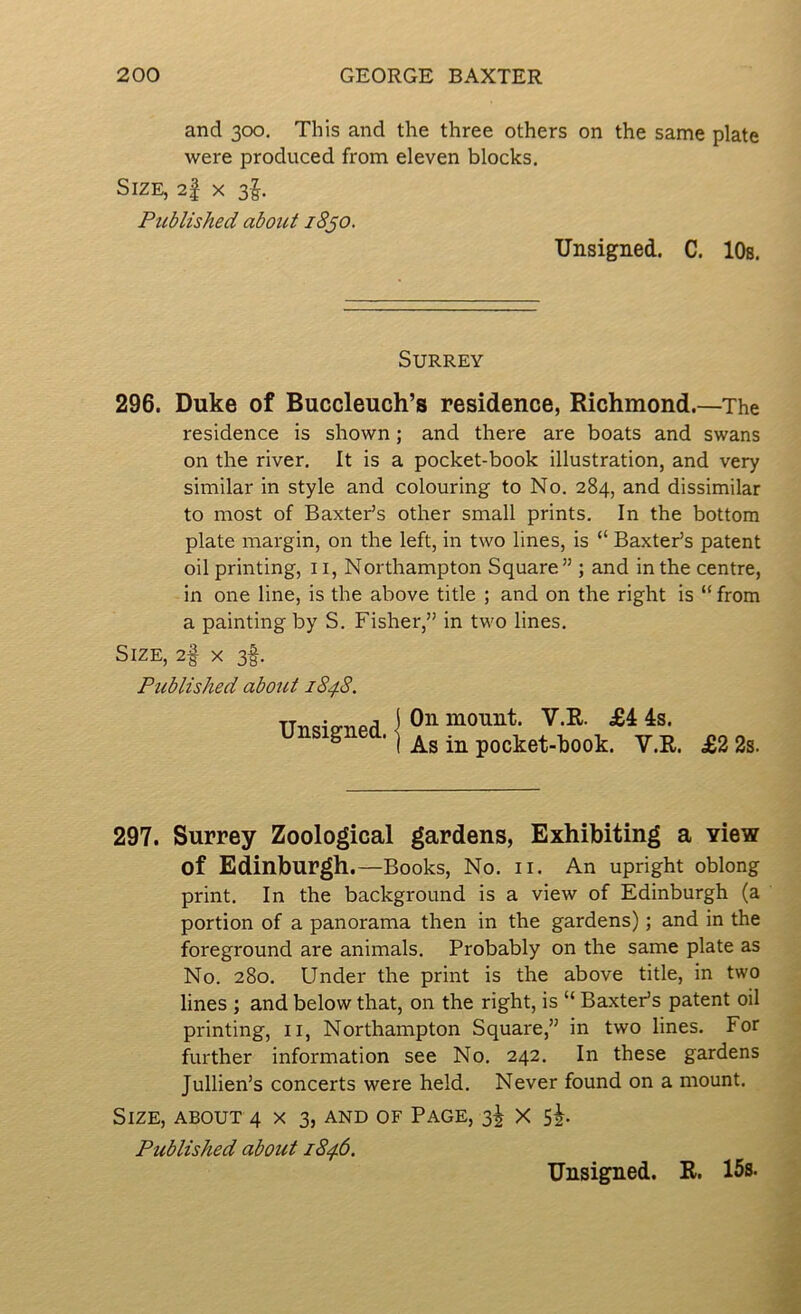 200 GEORGE BAXTER
and 300. This and the three others on the same plate
were produced from eleven blocks.
SIZE, 2¾ x 3⅞.
Published about 1850.
Unsigned. C. 10s.
SURREY
296. Duke of Buccleuch's residence, Richmond.—The
residence is shown ; and there are boats and swans
on the river. It is a pocket-book illustration, and very
similar in style and colouring to No. 284, and dissimilar
to most of Baxter's other small prints. In the bottom
plate margin, on the left, in two lines, is “ Baxter's patent
oil printing, 11, Northampton Square” ; and in the centre,
in one line, is the above title ; and on the right is “ from
a painting by S. Fisher,” in two lines.
SIZE, 2⅜ x 3⅝.
Published about 1848.
Unsigned. { On mount. V.R. £4 4s.
As in pocket-book. V.R. £2 2s.
297. Surrey Zoological gardens, Exhibiting a view
of Edinburgh.—Books, No. 11. An upright oblong
print. In the background is a view of Edinburgh (a
portion of a panorama then in the gardens) ; and in the
foreground are animals. Probably on the same plate as
No. 280. Under the print is the above title, in two
lines ; and below that, on the right, is “ Baxter's patent oil
printing, 11, Northampton Square,” in two lines. For
further information see No. 242. In these gardens
Jullien's concerts were held. Never found on a mount.
SIZE, ABOUT 4 x 3, AND OF PAGE, 3½ X 5½.
Published about 1846.
Unsigned. R. 15s.